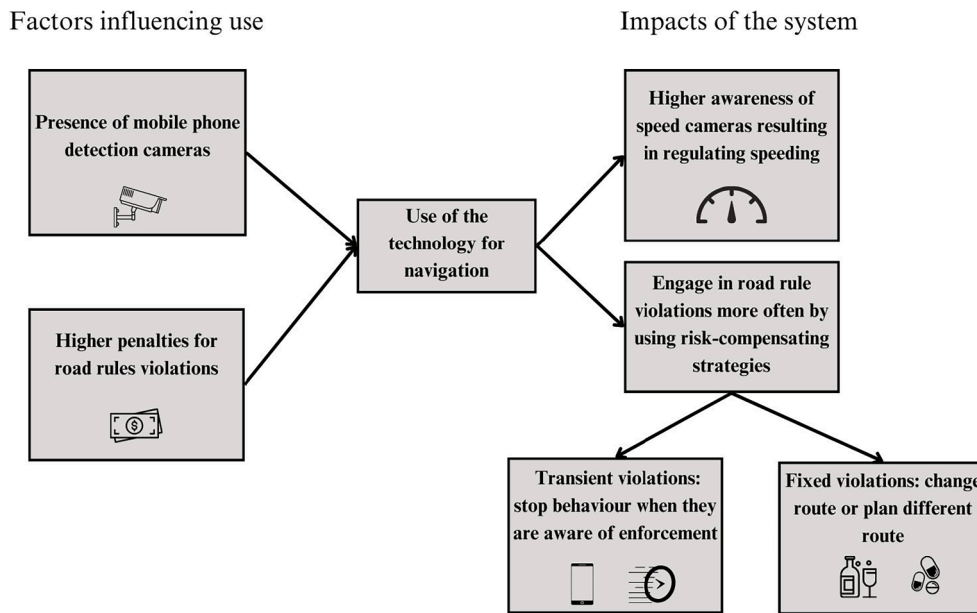 Factors influencing use
Impacts of the system
Presence of mobile phone
detection cameras
Higher penalties for
road rules violations
$
Use of the
technology for
navigation
Higher awareness of
speed cameras resulting
in regulating speeding
Engage in road rule
violations more often by
using risk-compensating
strategies
Transient violations:
stop behaviour when they
are aware of enforcement
Fixed violations: change
route or plan different
route